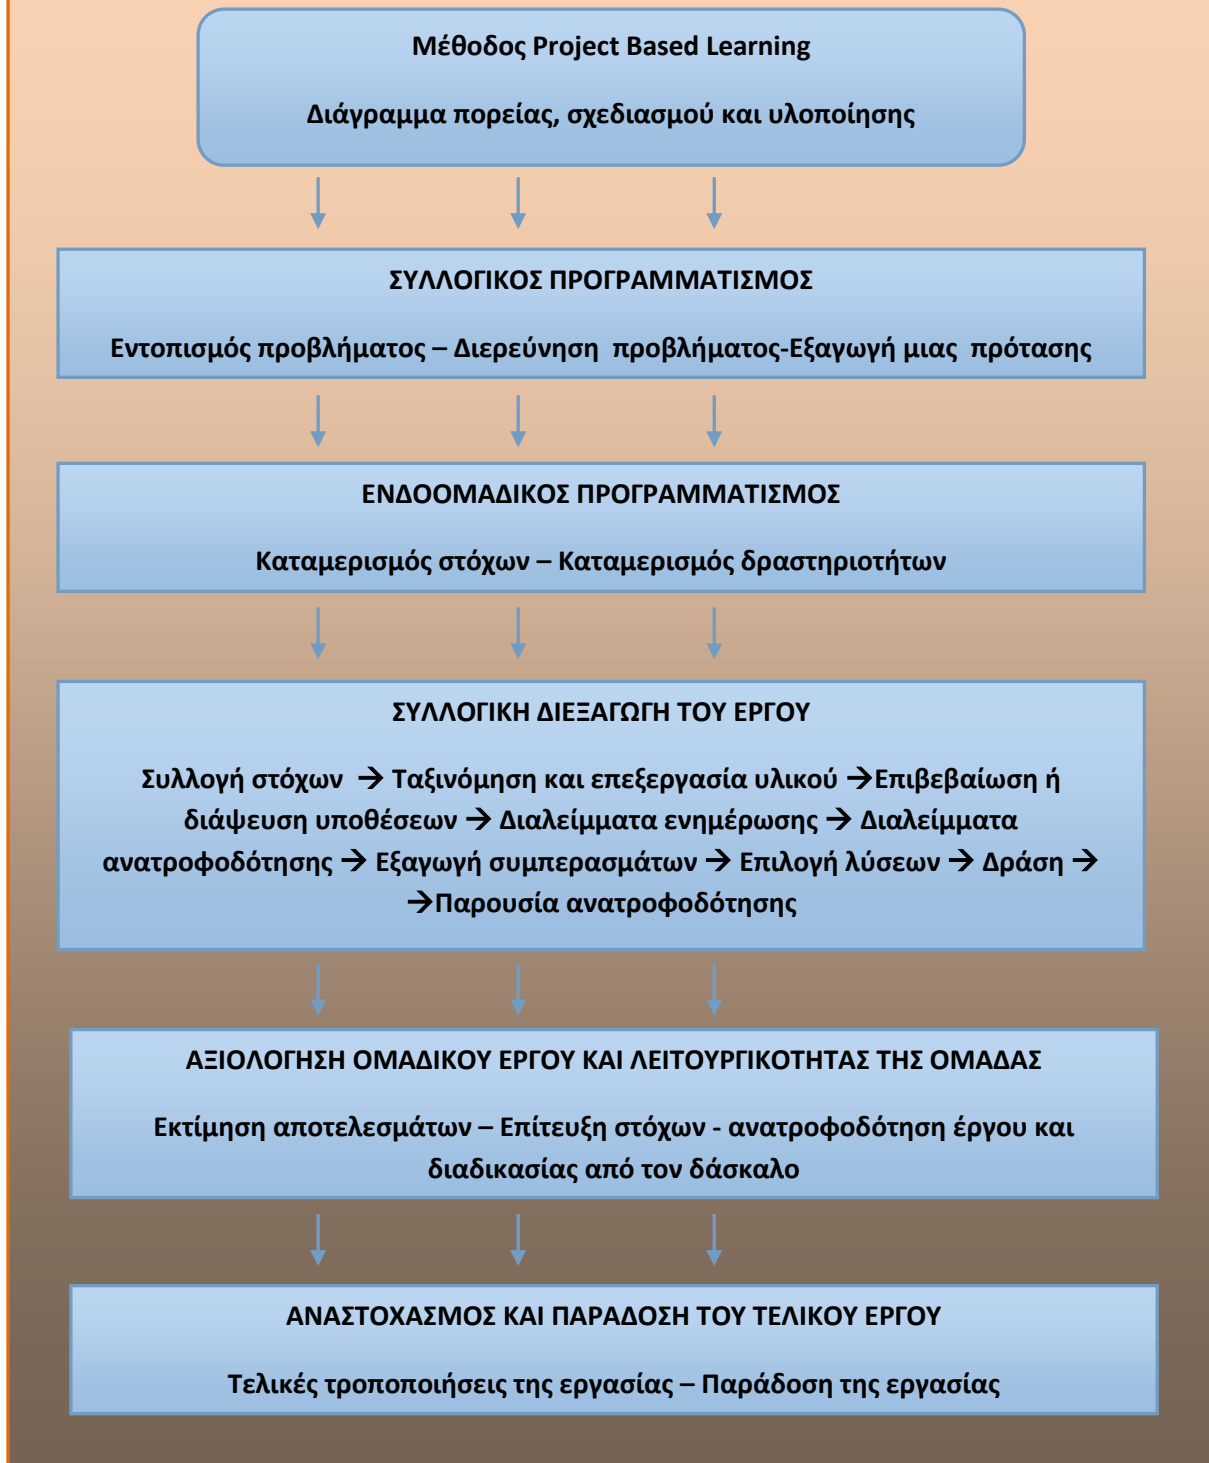 Μέθοδος Project Based Learning
Διάγραμμα πορείας, σχεδιασμού και υλοποίησης
ΣΥΛΛΟΓΙΚΟΣ ΠΡΟΓΡΑΜΜΑΤΙΣΜΟΣ
Εντοπισμός προβλήματος – Διερεύνηση  προβλήματος-Εξαγωγή μιας  πρότασης
ΕΝΔΟΟΜΑΔΙΚΟΣ ΠΡΟΓΡΑΜΜΑΤΙΣΜΟΣ
Καταμερισμός στόχων – Καταμερισμός δραστηριοτήτων
ΣΥΛΛΟΓΙΚΗ ΔΙΕΞΑΓΩΓΗ ΤΟΥ ΕΡΓΟΥ
Συλλογή στόχων  → Ταξινόμηση και επεξεργασία υλικού →Επιβεβαίωση ή
διάψευση υποθέσεων → Διαλείμματα ενημέρωσης → Διαλείμματα
ανατροφοδότησης → Εξαγωγή συμπερασμάτων → Επιλογή λύσεων → Δράση →
→Παρουσία ανατροφοδότησης
ΑΞΙΟΛΟΓΗΣΗ ΟΜΑΔΙΚΟΥ ΕΡΓΟΥ ΚΑΙ ΛΕΙΤΟΥΡΓΙΚΟΤΗΤΑΣ ΤΗΣ ΟΜΑΔΑΣ
Εκτίμηση αποτελεσμάτων – Επίτευξη στόχων - ανατροφοδότηση έργου και
διαδικασίας από τον δάσκαλο
ΑΝΑΣΤΟΧΑΣΜΟΣ ΚΑΙ ΠΑΡΑΔΟΣΗ ΤΟΥ ΤΕΛΙΚΟΥ ΕΡΓΟΥ
Τελικές τροποποιήσεις της εργασίας – Παράδοση της εργασίας